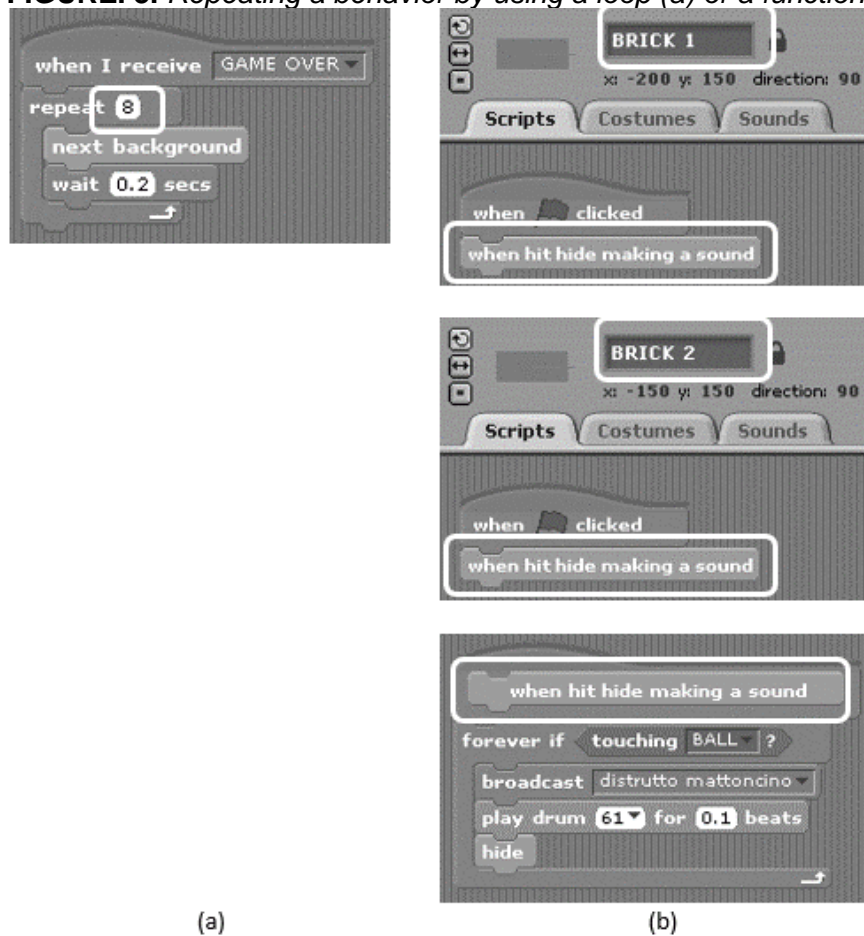 FIGURE. 3. Repeating a behavior by using a loop (a) or a function
when I receive GAME OVER
repeat 8
next background
wait 0.2 secs
BRICK 1
x: -200 y: 150 direction: 90
Scripts Costumes Sounds
when clicked
when hit hide making a sound
BRICK 2
x: -150 y: 150 direction: 90
Scripts Costumes Sounds
when clicked
when hit hide making a sound
when hit hide making a sound
forever if touching BALL ?
broadcast distrutto mattoncino
play drum 61 for 0.1 beats
hide
(a)
(b)